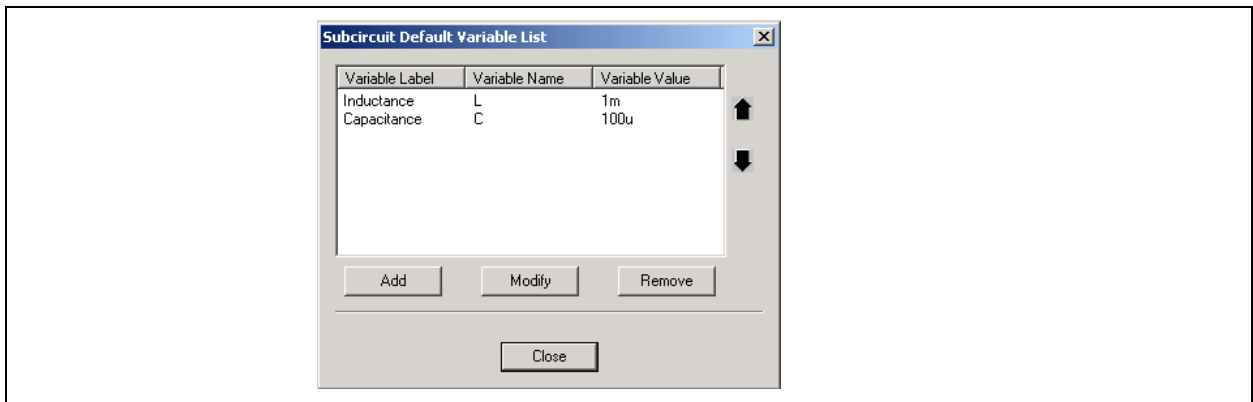 Subcircuit Default Variable List
Variable Label Variable Name Variable Value
Inductance L 1m
Capacitance C 100u
Add Modify Remove
Close